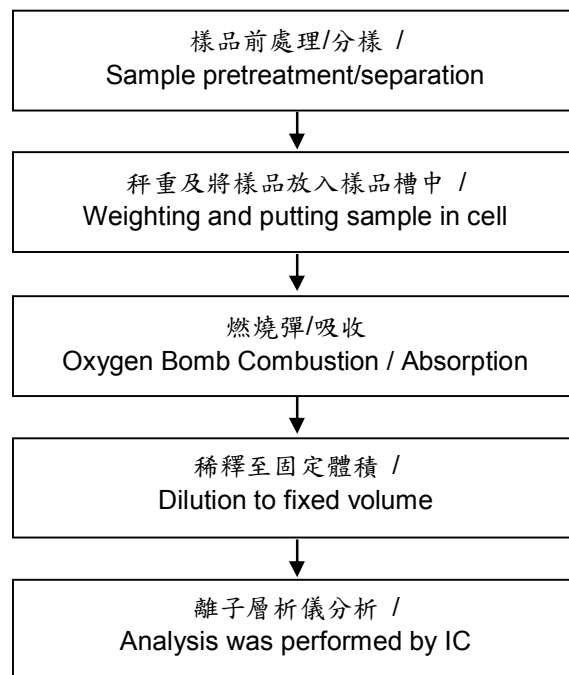 樣品前處理/分樣 /
Sample pretreatment/separation
秤重及將樣品放入樣品槽中 /
Weighting and putting sample in cell
燃燒彈/吸收
Oxygen Bomb Combustion / Absorption
稀釋至固定體積 /
Dilution to fixed volume
離子層析儀分析 /
Analysis was performed by IC